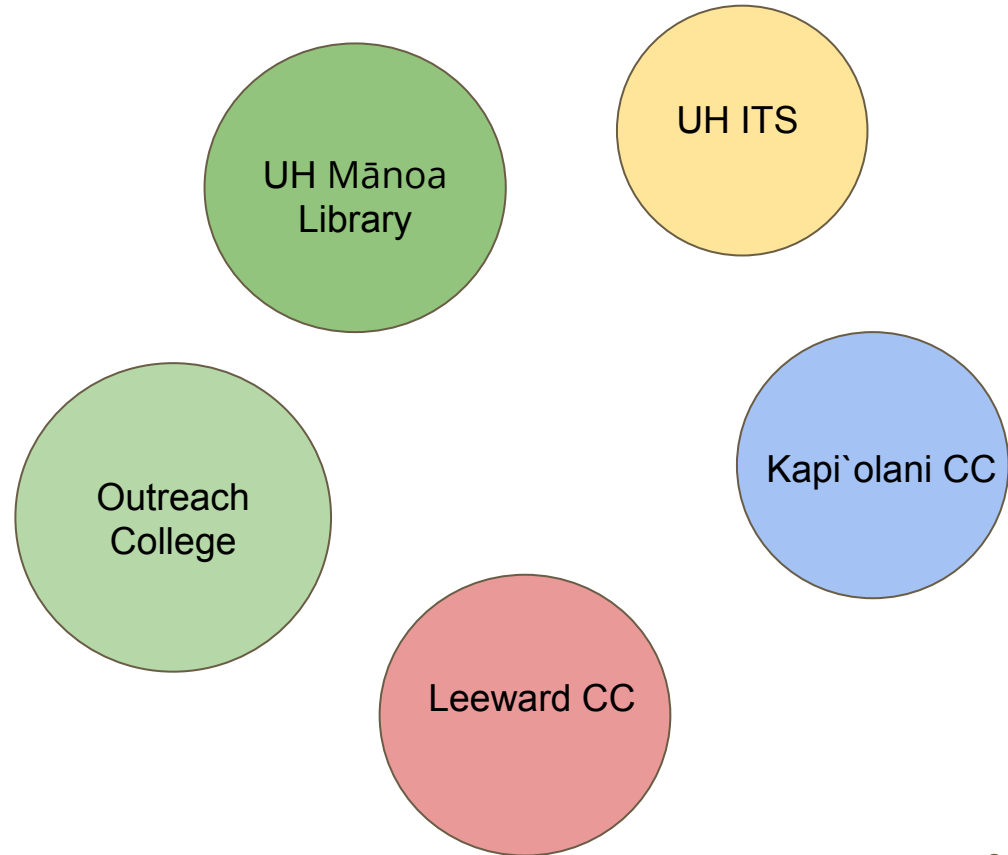 UH ITS
UH Mānoa
Library
Kapi`olani CC
Outreach
College
Leeward CC